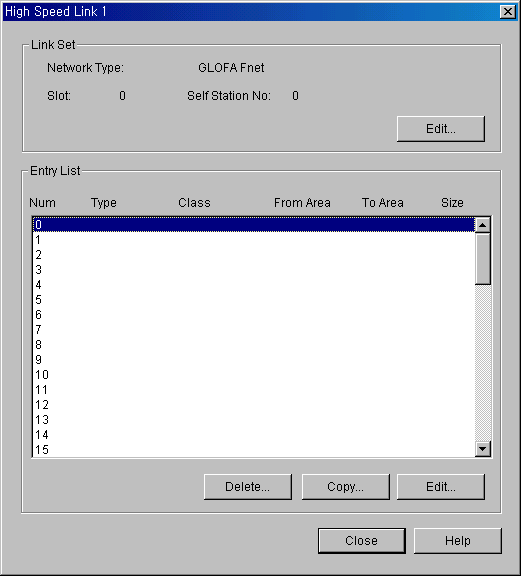 High Speed Link 1
Link Set
Network Type: GLOFA Fnet
Slot: 0 Self Station No: 0
Edit...
Entry List
Num Type Class From Area To Area Size
0
1
2
3
4
5
6
7
8
9
10
11
12
13
14
15
Delete... Copy... Edit...
Close Help